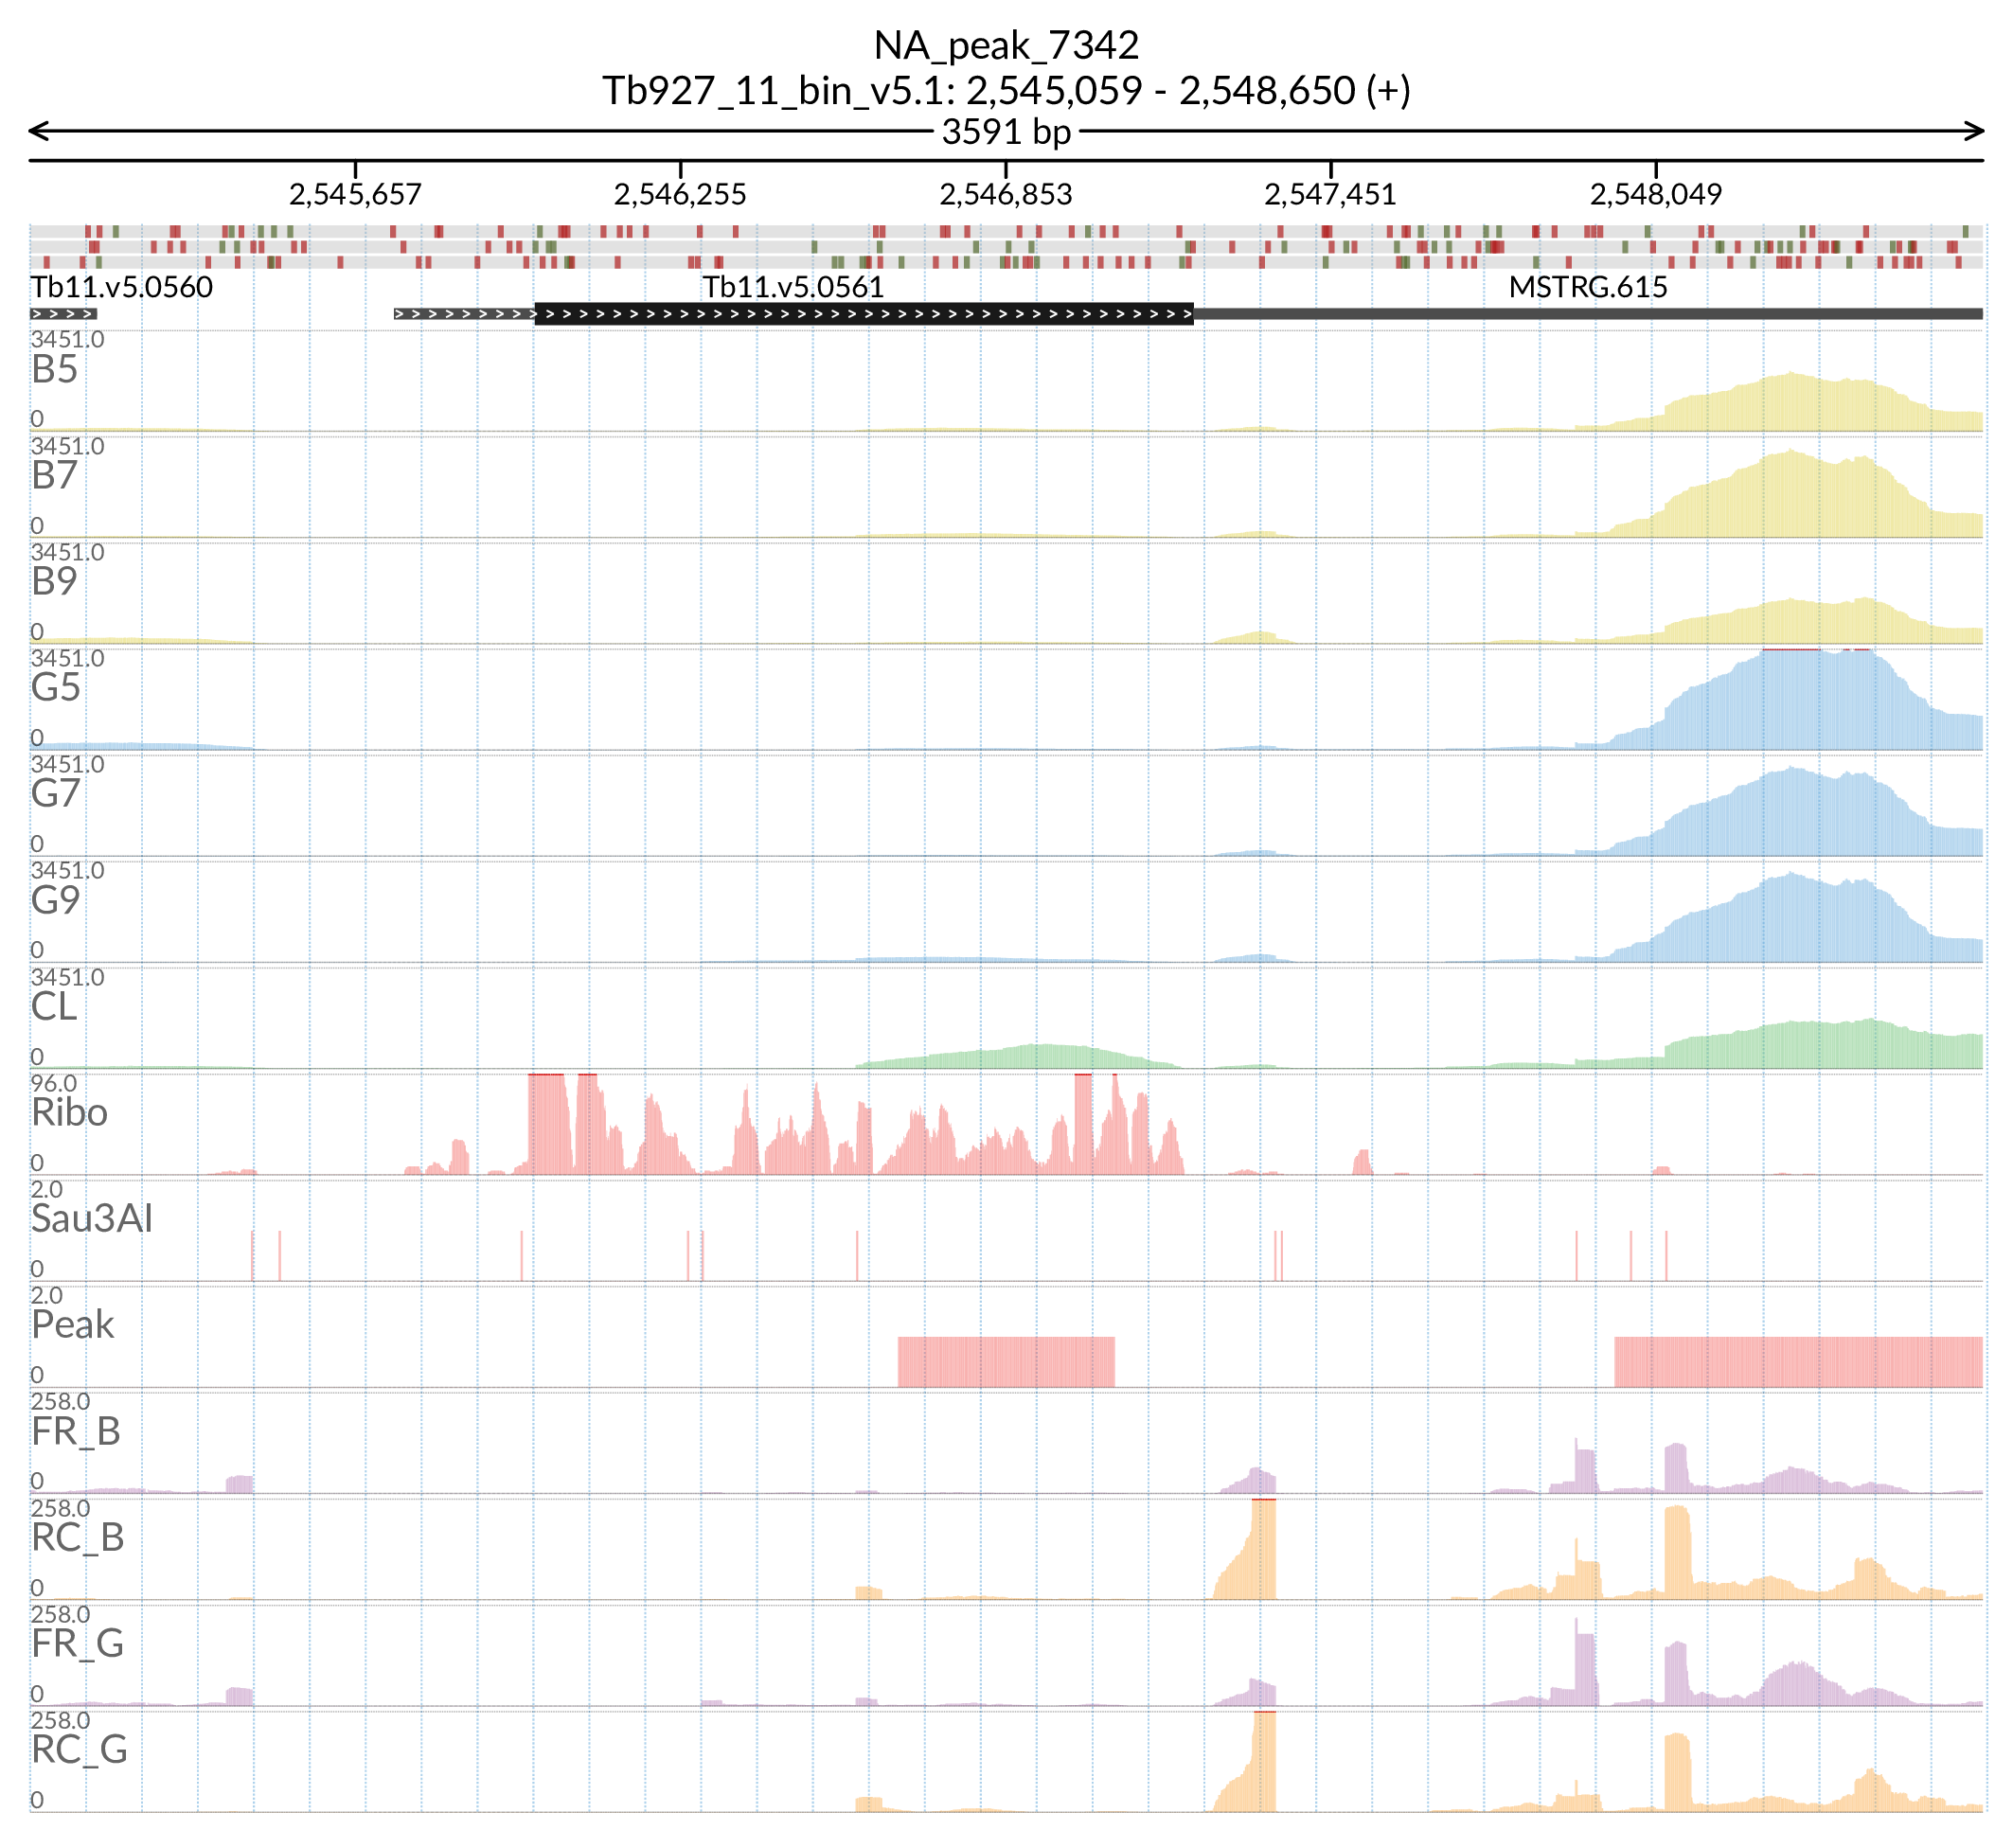 NA_peak_7342
Tb927_11_bin_v5.1: 2,545,059 - 2,548,650 (+)
3591 bp
2,545,657 2,546,255 2,546,853 2,547,451 2,548,049
Tb11.v5.0560 Tb11.v5.0561 MSTRG.615
3451.0
B5
0
3451.0
B7
0
3451.0
B9
0
3451.0
G5
0
3451.0
G7
0
3451.0
G9
0
3451.0
CL
0
96.0
Ribo
0
2.0
Sau3AI
0
2.0
Peak
0
258.0
FR_B
0
258.0
RC_B
0
258.0
FR_G
0
258.0
RC_G
0